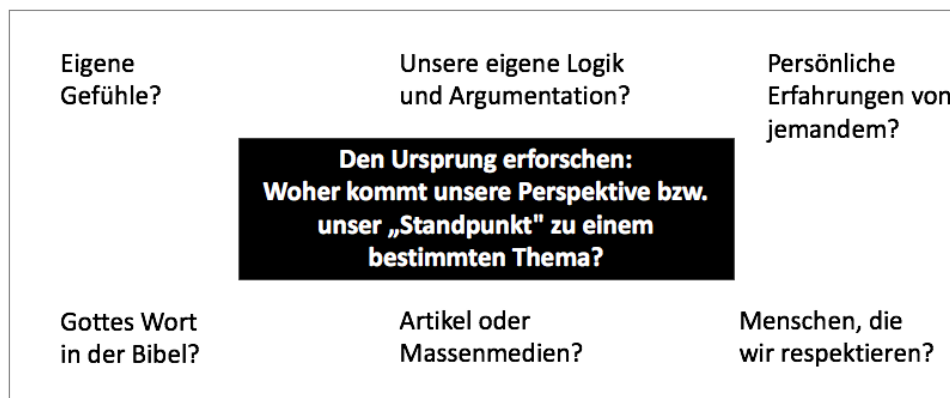 Eigene
Gefühle?
Unsere eigene Logik
und Argumentation?
Persönliche
Erfahrungen von
jemandem?
Den Ursprung erforschen:
Woher kommt unsere Perspektive bzw.
unser „Standpunkt" zu einem
bestimmten Thema?
Gottes Wort
in der Bibel?
Artikel oder
Massenmedien?
Menschen, die
wir respektieren?